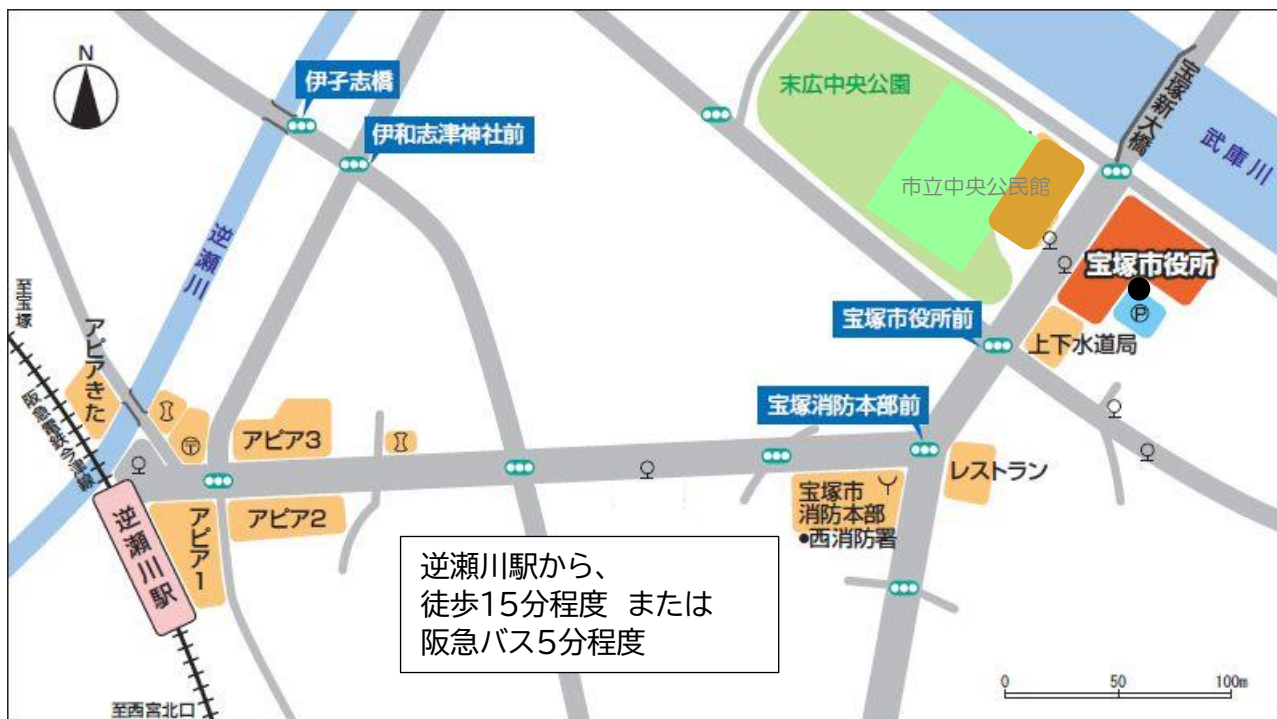 N
伊子志橋
伊和志津神社前
末広中央公園
宝塚新大橋
武庫川
市立中央公民館
逆瀬川
宝塚市役所
P
至宝塚
アピアきた
宝塚市役所前
上下水道局
阪急電鉄今津線
宝塚消防本部前
〒
アピア3
レストラン
宝塚市
消防本部
●西消防署
アピア2
アピア1
逆瀬川駅
逆瀬川駅から、
徒歩15分程度 または
阪急バス5分程度
0 50 100m
至西宮北口